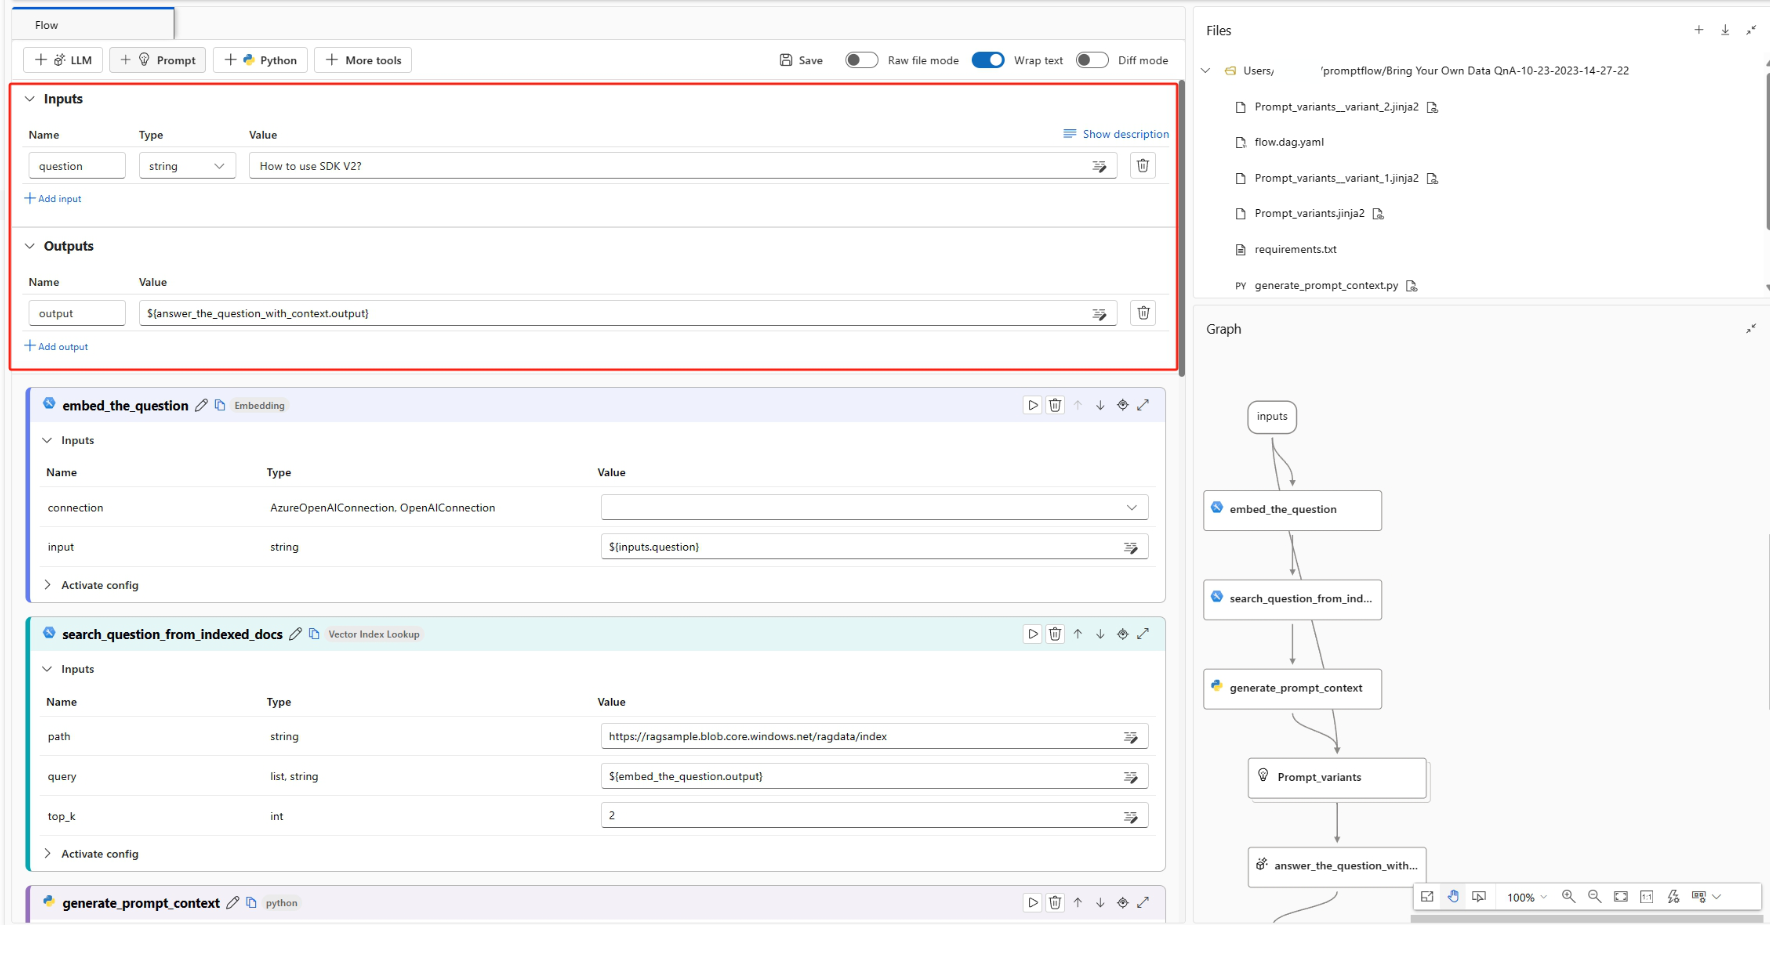 Flow
LLM
Prompt
Python
More tools
Save
Raw file mode
Wrap text
Diff mode
Inputs
Name Type Value Show description
question string How to use SDK V2?
Add input
Outputs
Name Value
output ${answer_the_question_with_context.output}
Add output
embed_the_question Embedding
Inputs
Name Type Value
connection AzureOpenAIConnection, OpenAIConnection
input string ${inputs.question}
Activate config
search_question_from_indexed_docs Vector Index Lookup
Inputs
Name Type Value
path string https://ragsample.blob.core.windows.net/ragdata/index
query list, string ${embed_the_question.output}
top_k int 2
Activate config
generate_prompt_context python
Files
Users/ 'promptflow/Bring Your Own Data QnA-10-23-2023-14-27-22
Prompt_variants__variant_2.jinja2
flow.dag.yaml
Prompt_variants__variant_1.jinja2
Prompt_variants.jinja2
requirements.txt
PY generate_prompt_context.py
Graph
inputs
embed_the_question
search_question_from_ind...
generate_prompt_context
Prompt_variants
answer_the_question_with...
100%
1:1